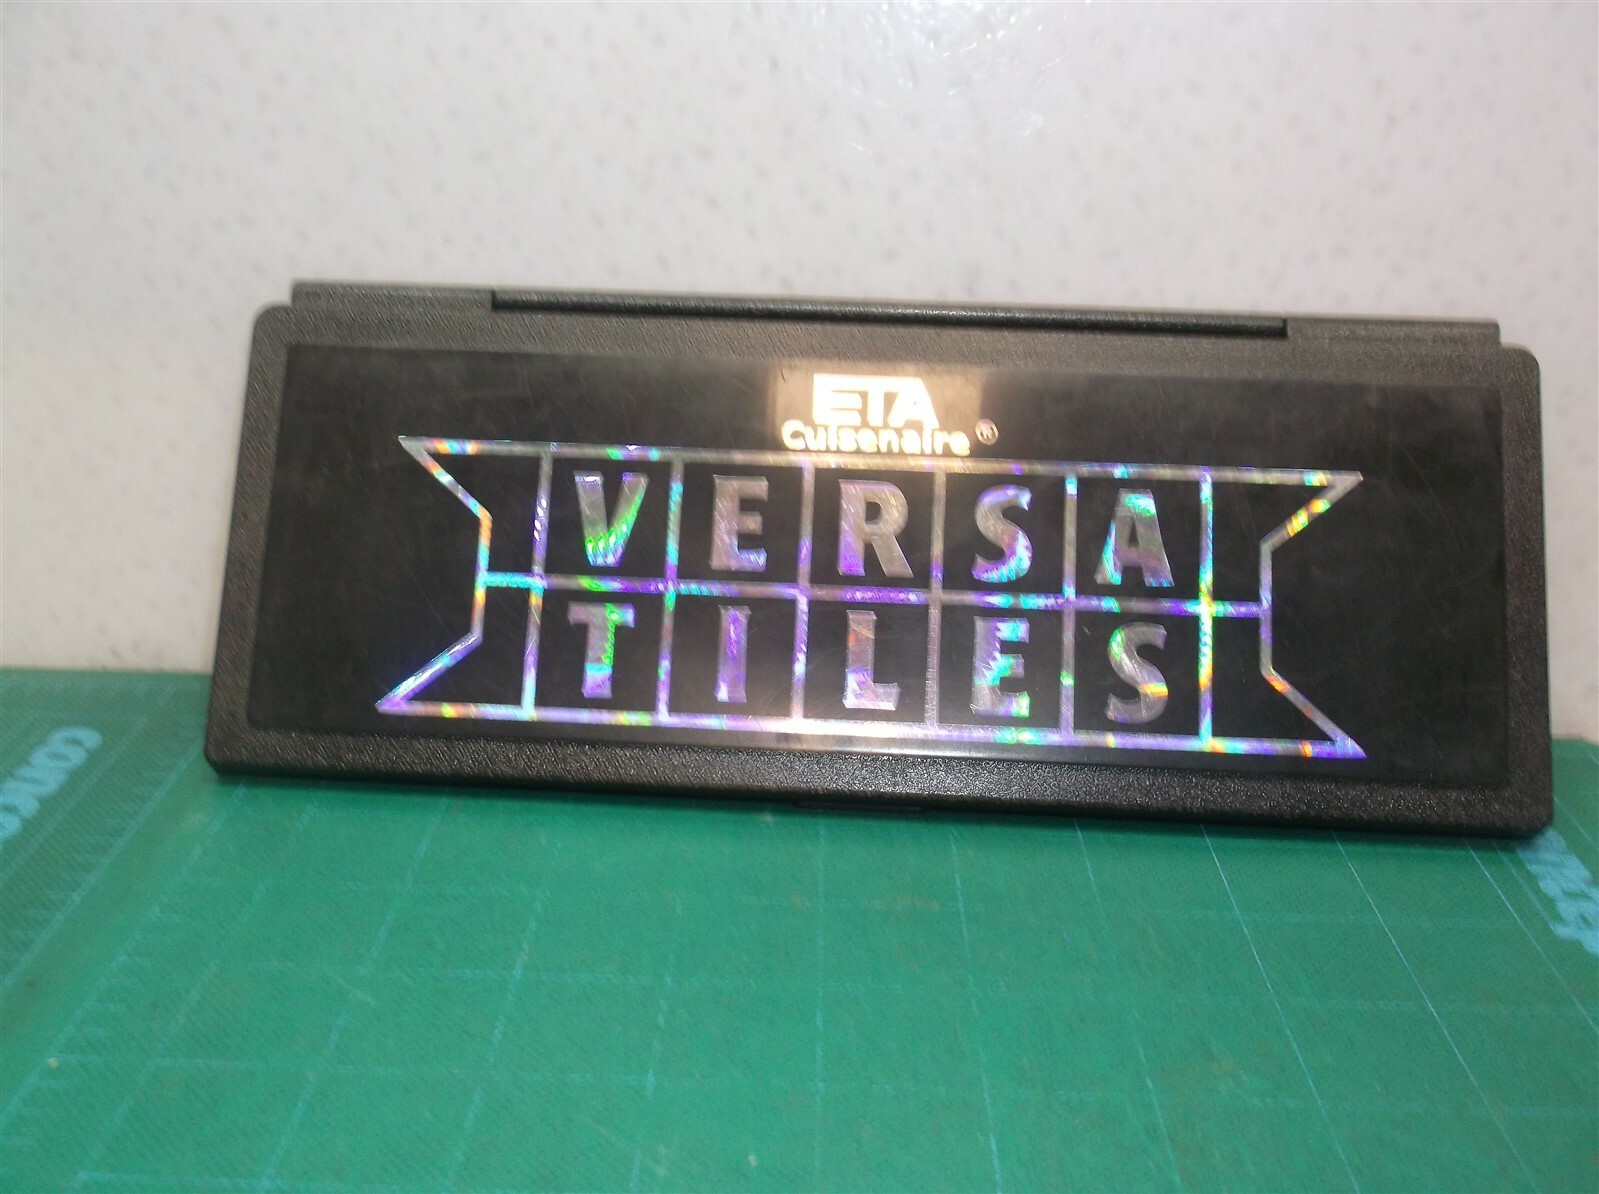 ETA
Cuisenaire ®
VERSA
TILES